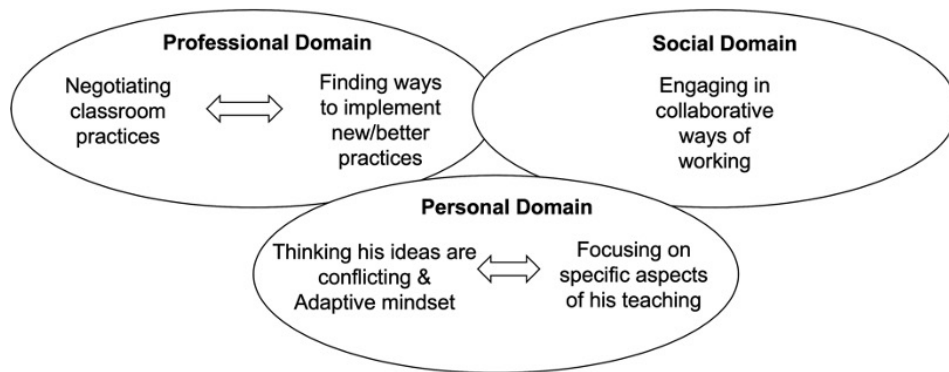 Professional Domain
Negotiating
classroom
practices
Finding ways
to implement
new/better
practices
Social Domain
Engaging in
collaborative
ways of
working
Personal Domain
Thinking his ideas are
conflicting &
Adaptive mindset
Focusing on
specific aspects
of his teaching